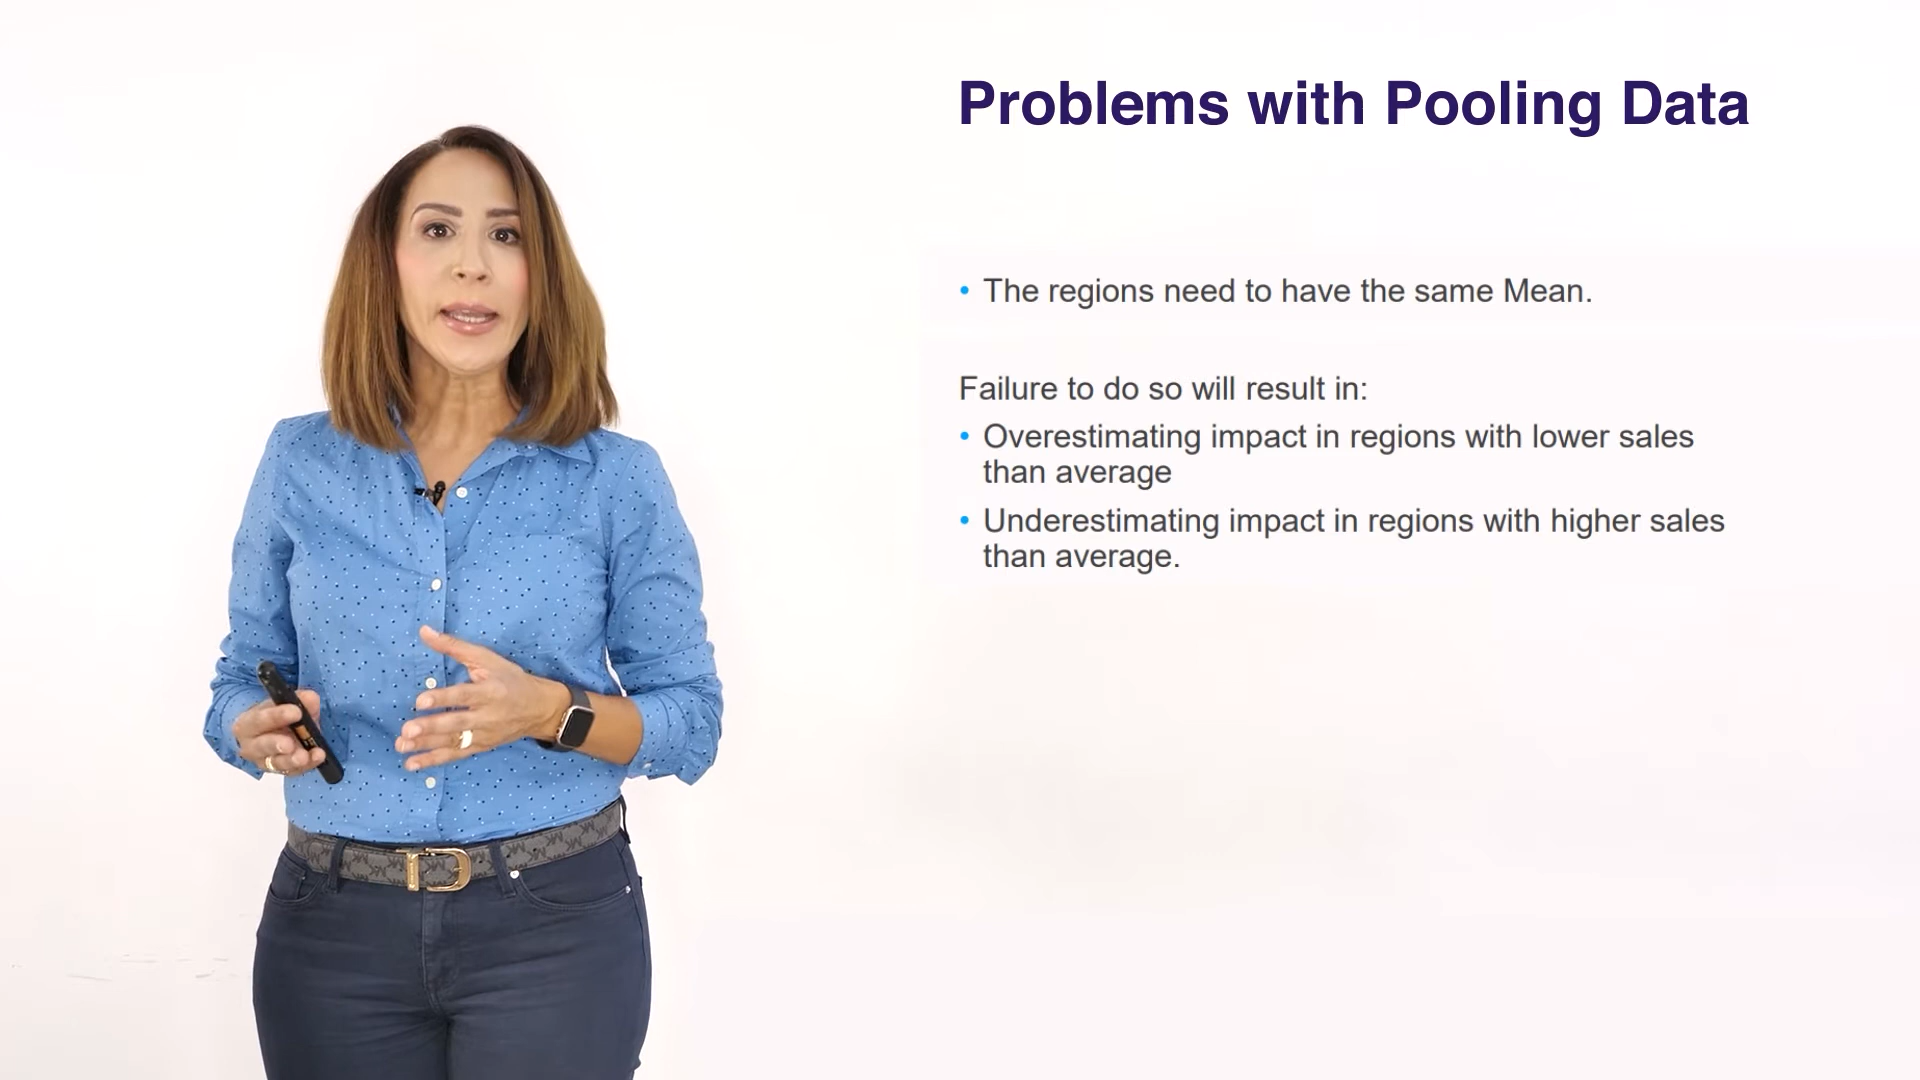 Problems with Pooling Data
• The regions need to have the same Mean.
Failure to do so will result in:
• Overestimating impact in regions with lower sales
than average
• Underestimating impact in regions with higher sales
than average.